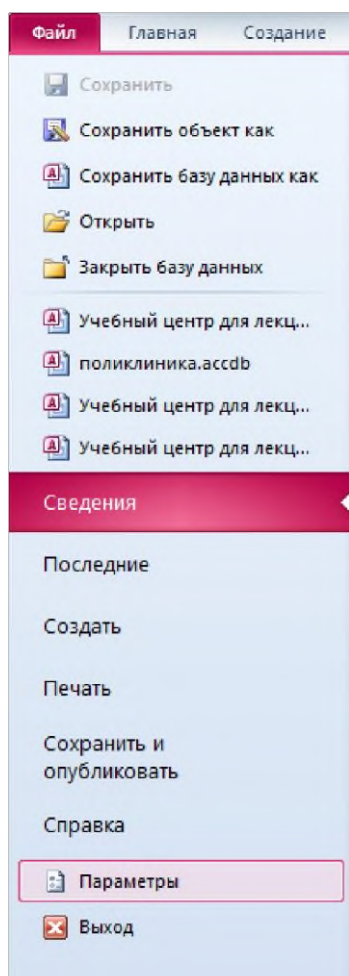 Файл Главная Создание
Сохранить
Сохранить объект как
Сохранить базу данных как
Открыть
Закрыть базу данных
Учебный центр для лекц...
поликлиника.accdb
Учебный центр для лекц...
Учебный центр для лекц...
Сведения
Последние
Создать
Печать
Сохранить и
опубликовать
Справка
Параметры
Выход